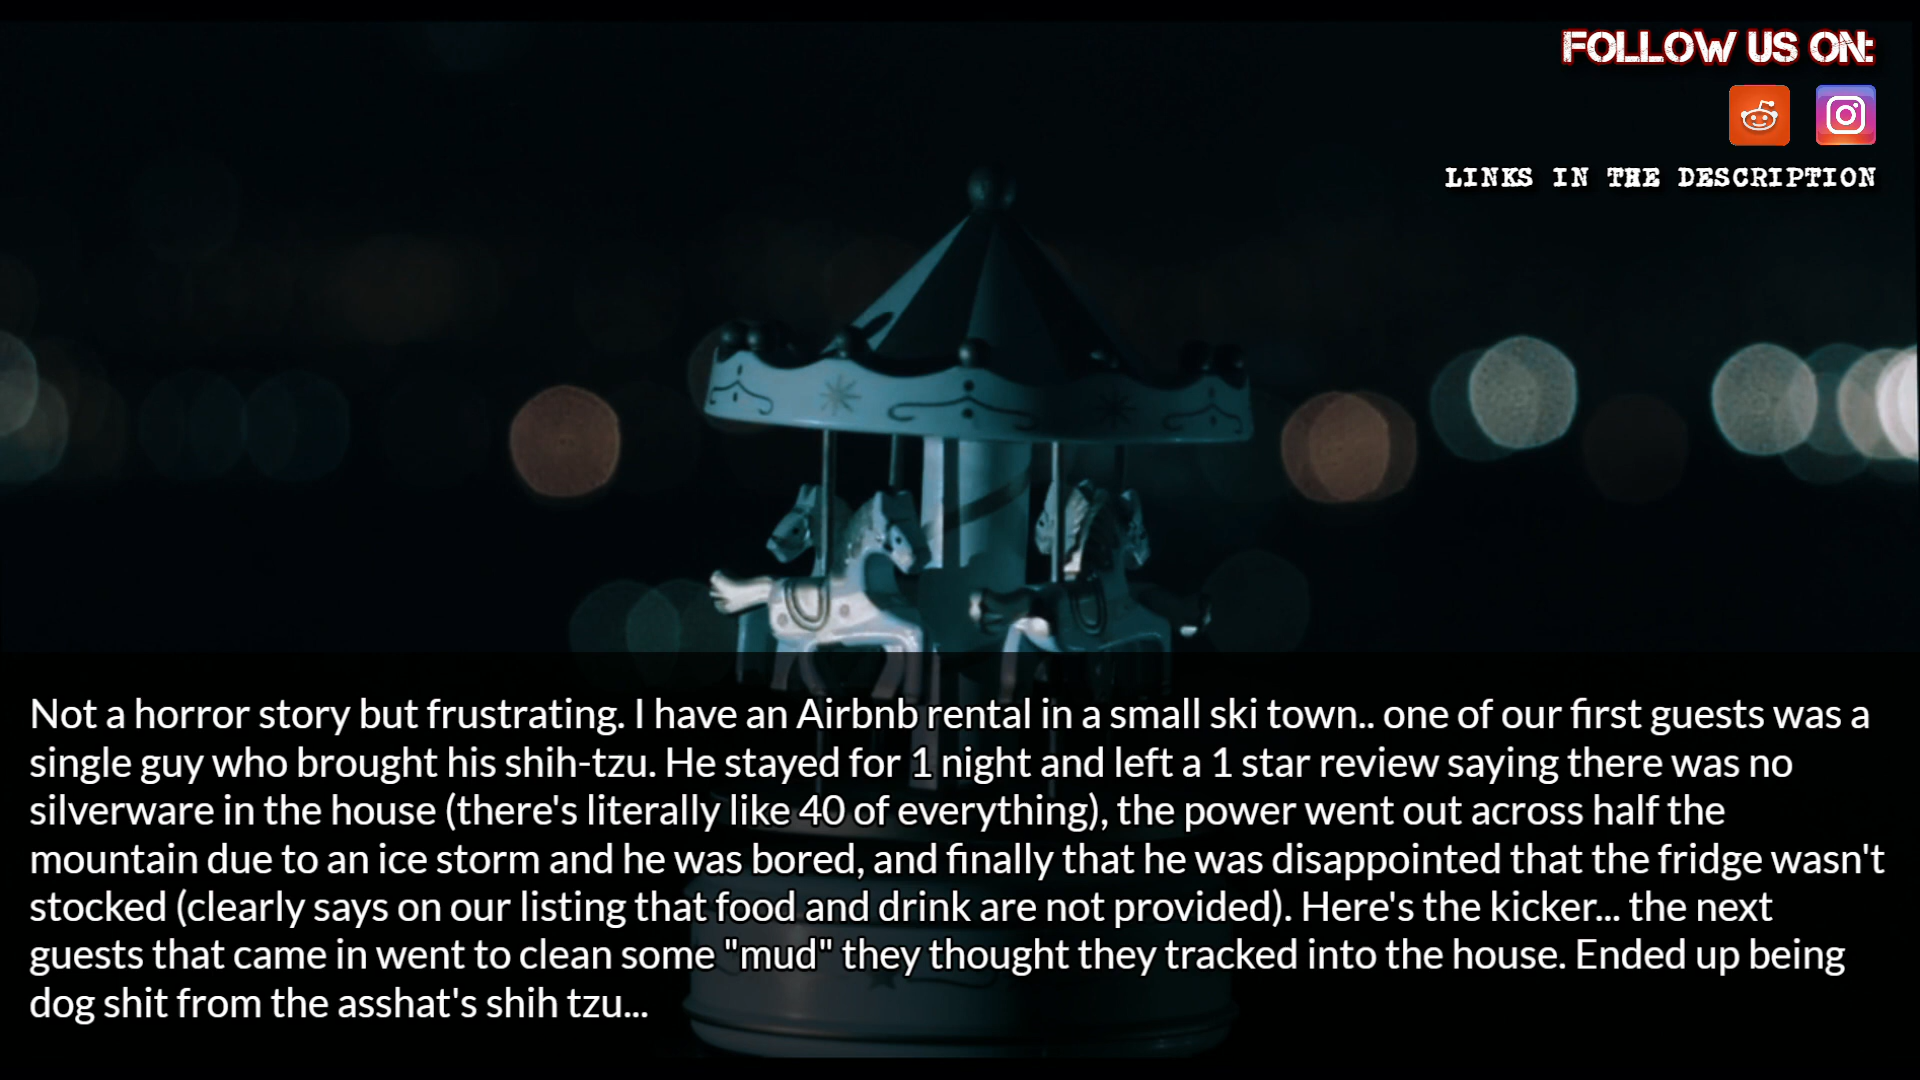 FOLLOW US ON:
LINKS IN THE DESCRIPTION
Not a horror story but frustrating. I have an Airbnb rental in a small ski town.. one of our first guests was a
single guy who brought his shih-tzu. He stayed for 1 night and left a 1 star review saying there was no
silverware in the house (there's literally like 40 of everything), the power went out across half the
mountain due to an ice storm and he was bored, and finally that he was disappointed that the fridge wasn't
stocked (clearly says on our listing that food and drink are not provided). Here's the kicker... the next
guests that came in went to clean some "mud" they thought they tracked into the house. Ended up being
dog shit from the asshat's shih tzu...